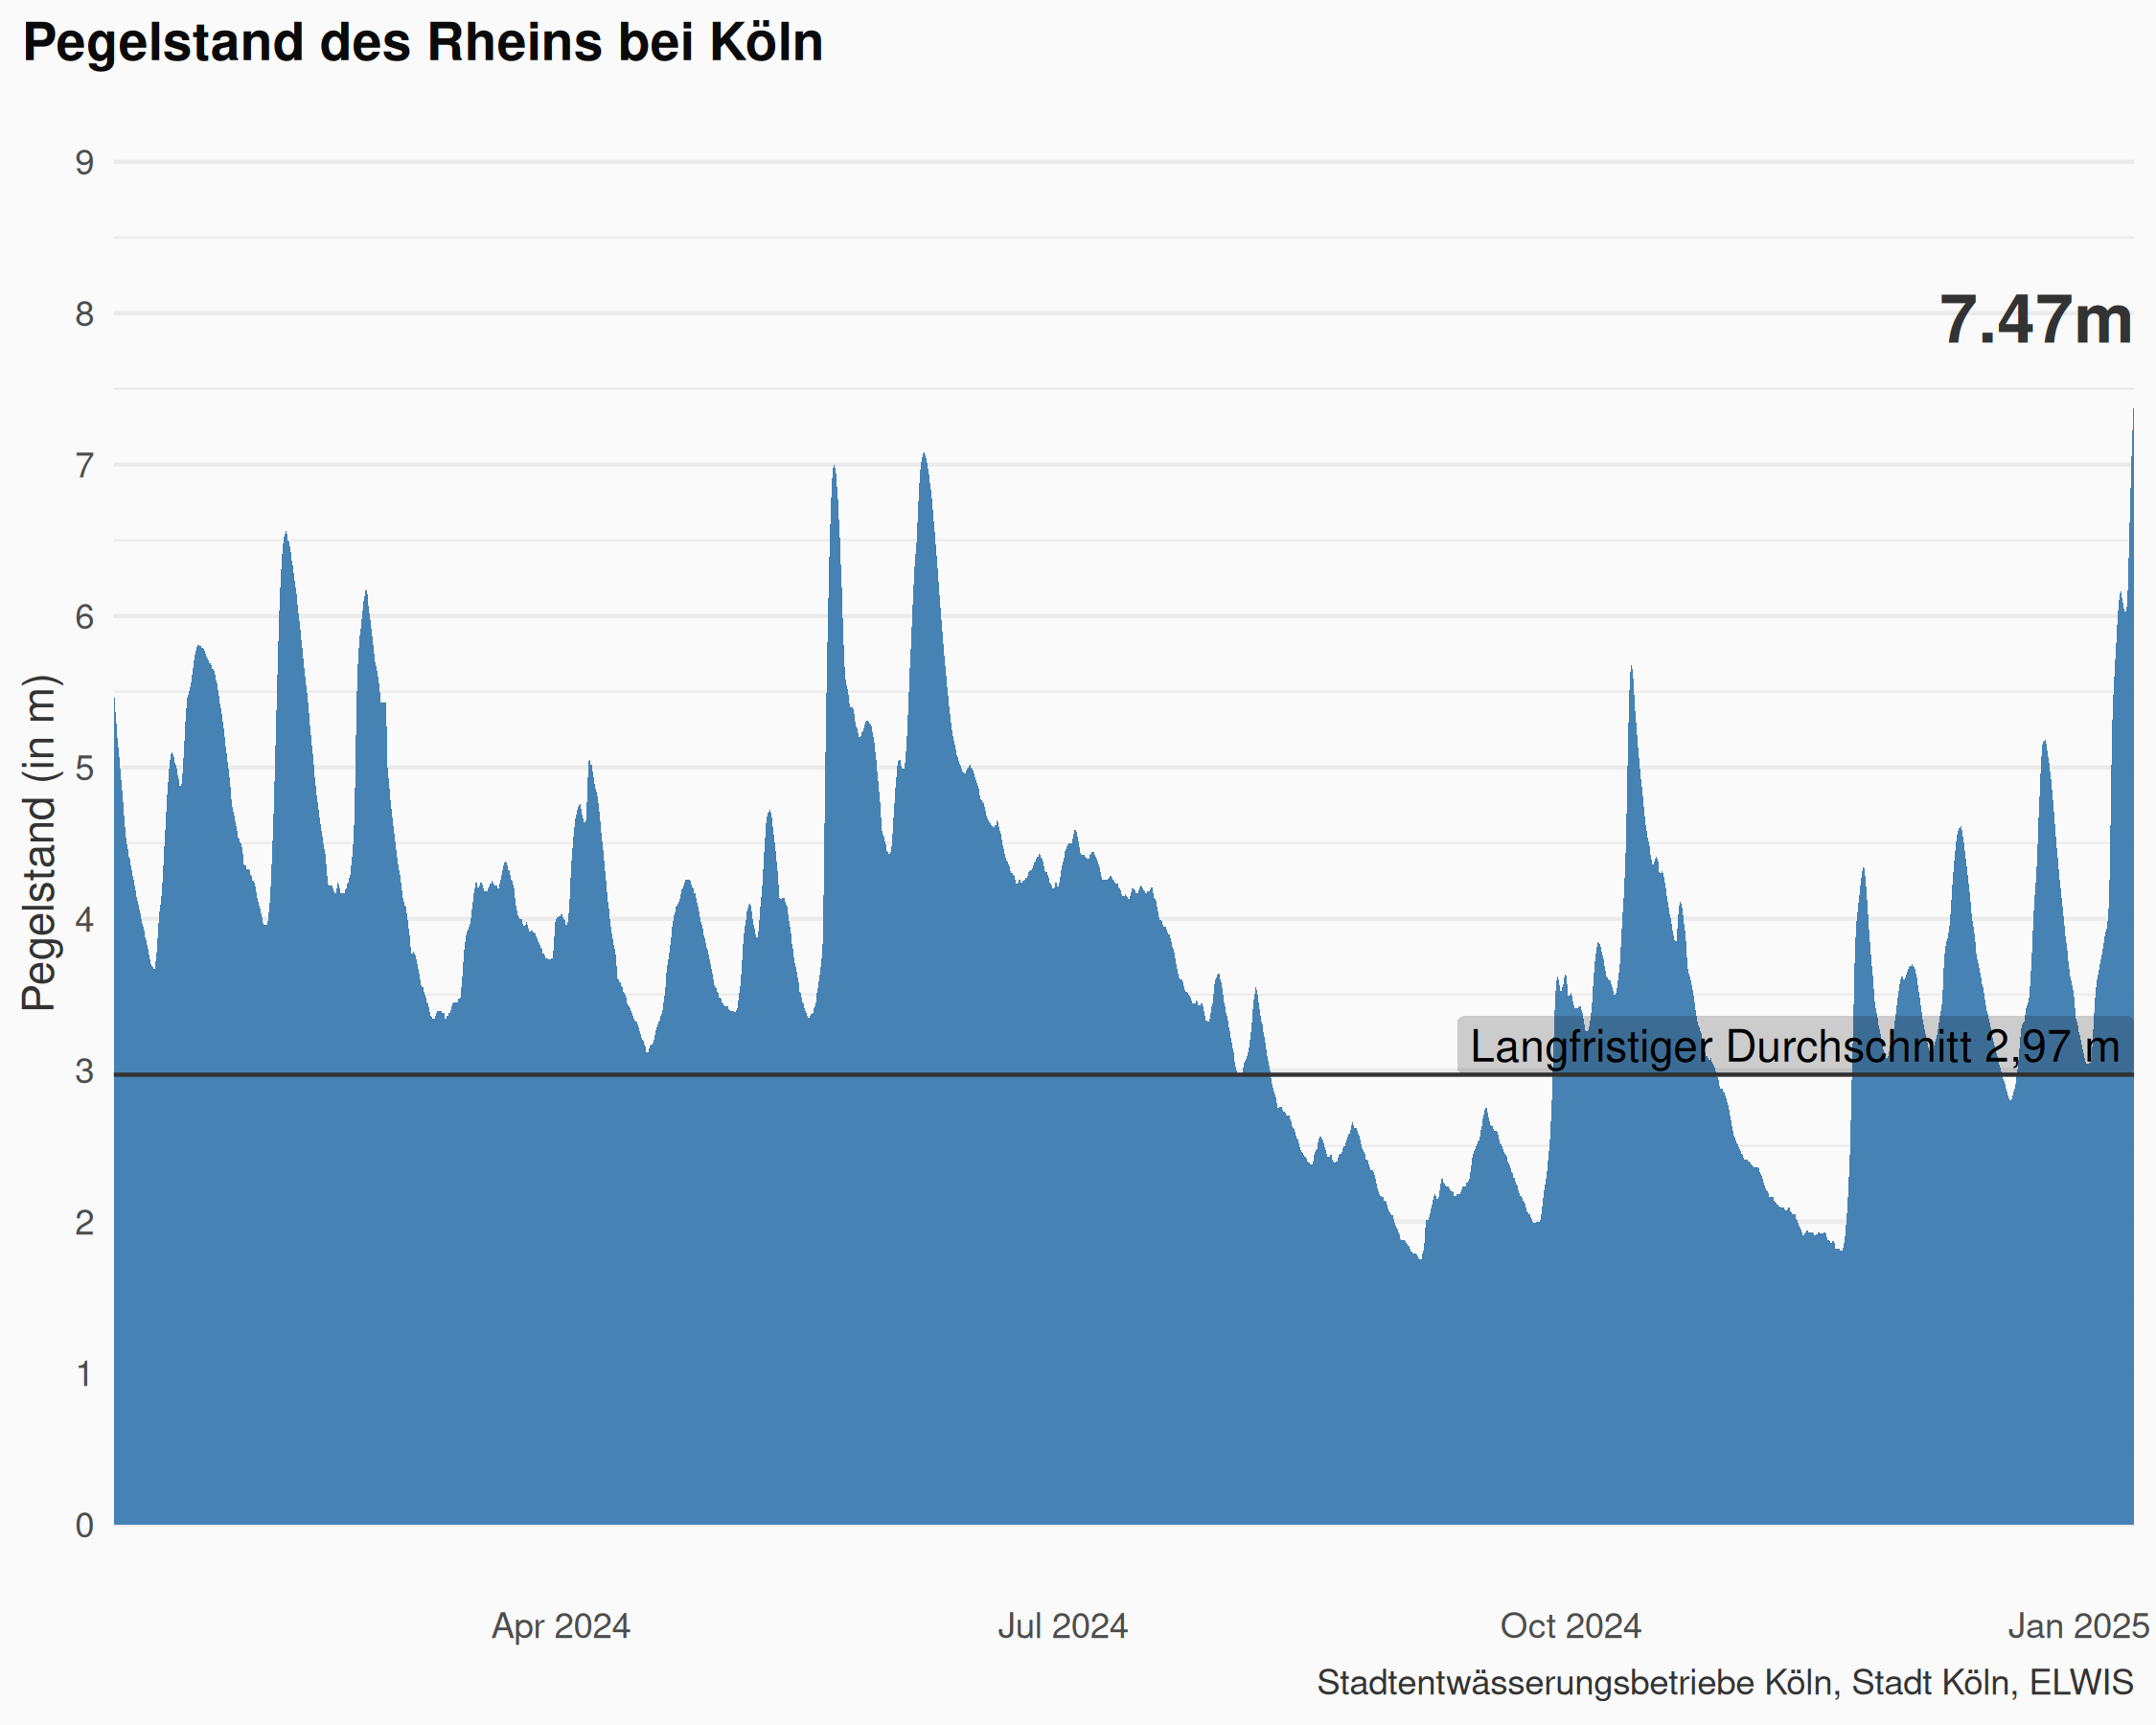 Pegelstand des Rheins bei Köln
9
8
7.47m
7
6
5
4
3
2
1
0
Pegelstand (in m)
Langfristiger Durchschnitt 2,97 m
Apr 2024
Jul 2024
Oct 2024
Jan 2025
Stadtentwässerungsbetriebe Köln, Stadt Köln, ELWIS